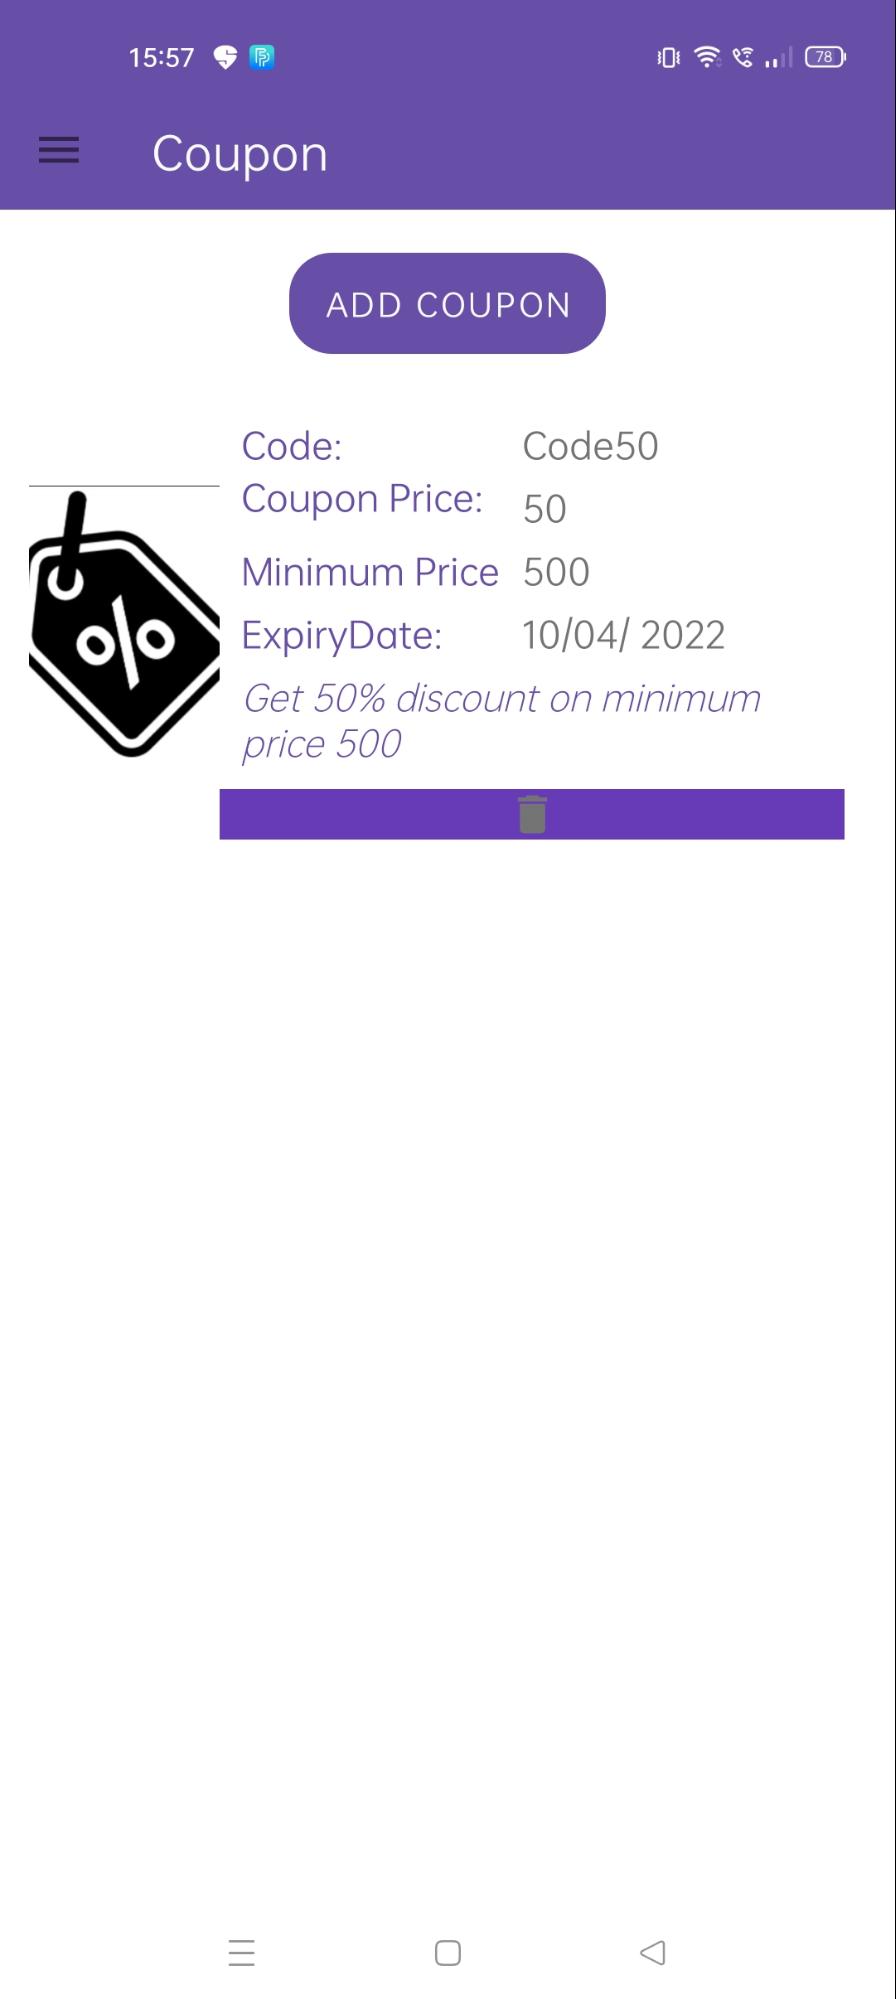 15:57
78
Coupon
ADD COUPON
Code: Code50
Coupon Price: 50
Minimum Price 500
ExpiryDate: 10/04/ 2022
Get 50% discount on minimum
price 500
%